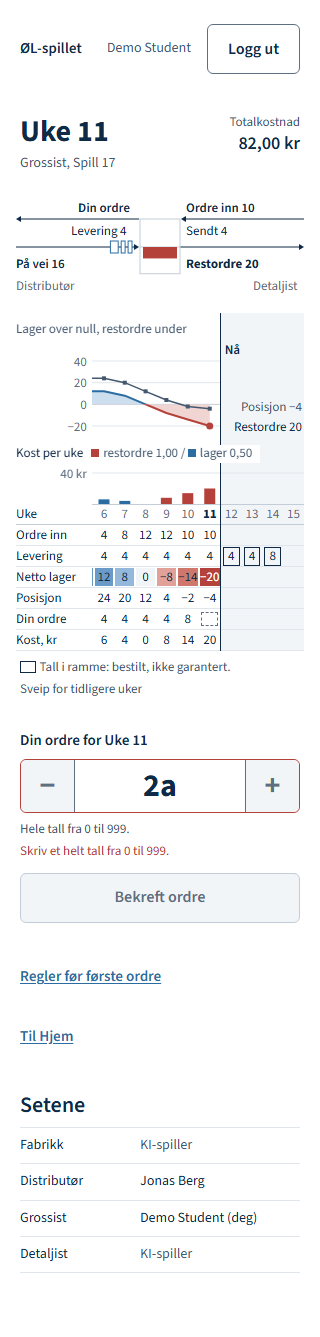 ØL-spillet Demo Student Logg ut
Uke 11
Grossist, Spill 17
Totalkostnad
82,00 kr
Din ordre Ordre inn 10
Levering 4 Sendt 4
På vei 16 Restordre 20
Distributør Detaljist
Lager over null, restordre under
Nå
40
20
0
−20
Posisjon −4
Restordre 20
Kost per uke restordre 1,00 / lager 0,50
40 kr
Uke 6 7 8 9 10 11 12 13 14 15
Ordre inn 4 8 12 12 10 10
Levering 4 4 4 4 4 4 4 4 8
Netto lager 12 8 0 −8 −14 −20
Posisjon 24 20 12 4 −2 −4
Din ordre 4 4 4 4 8
Kost, kr 6 4 0 8 14 20
Tall i ramme: bestilt, ikke garantert.
Sveip for tidligere uker
Din ordre for Uke 11
− 2a +
Hele tall fra 0 til 999.
Skriv et helt tall fra 0 til 999.
Bekreft ordre
Regler før første ordre
Til Hjem
Setene
Fabrikk KI-spiller
Distributør Jonas Berg
Grossist Demo Student (deg)
Detaljist KI-spiller